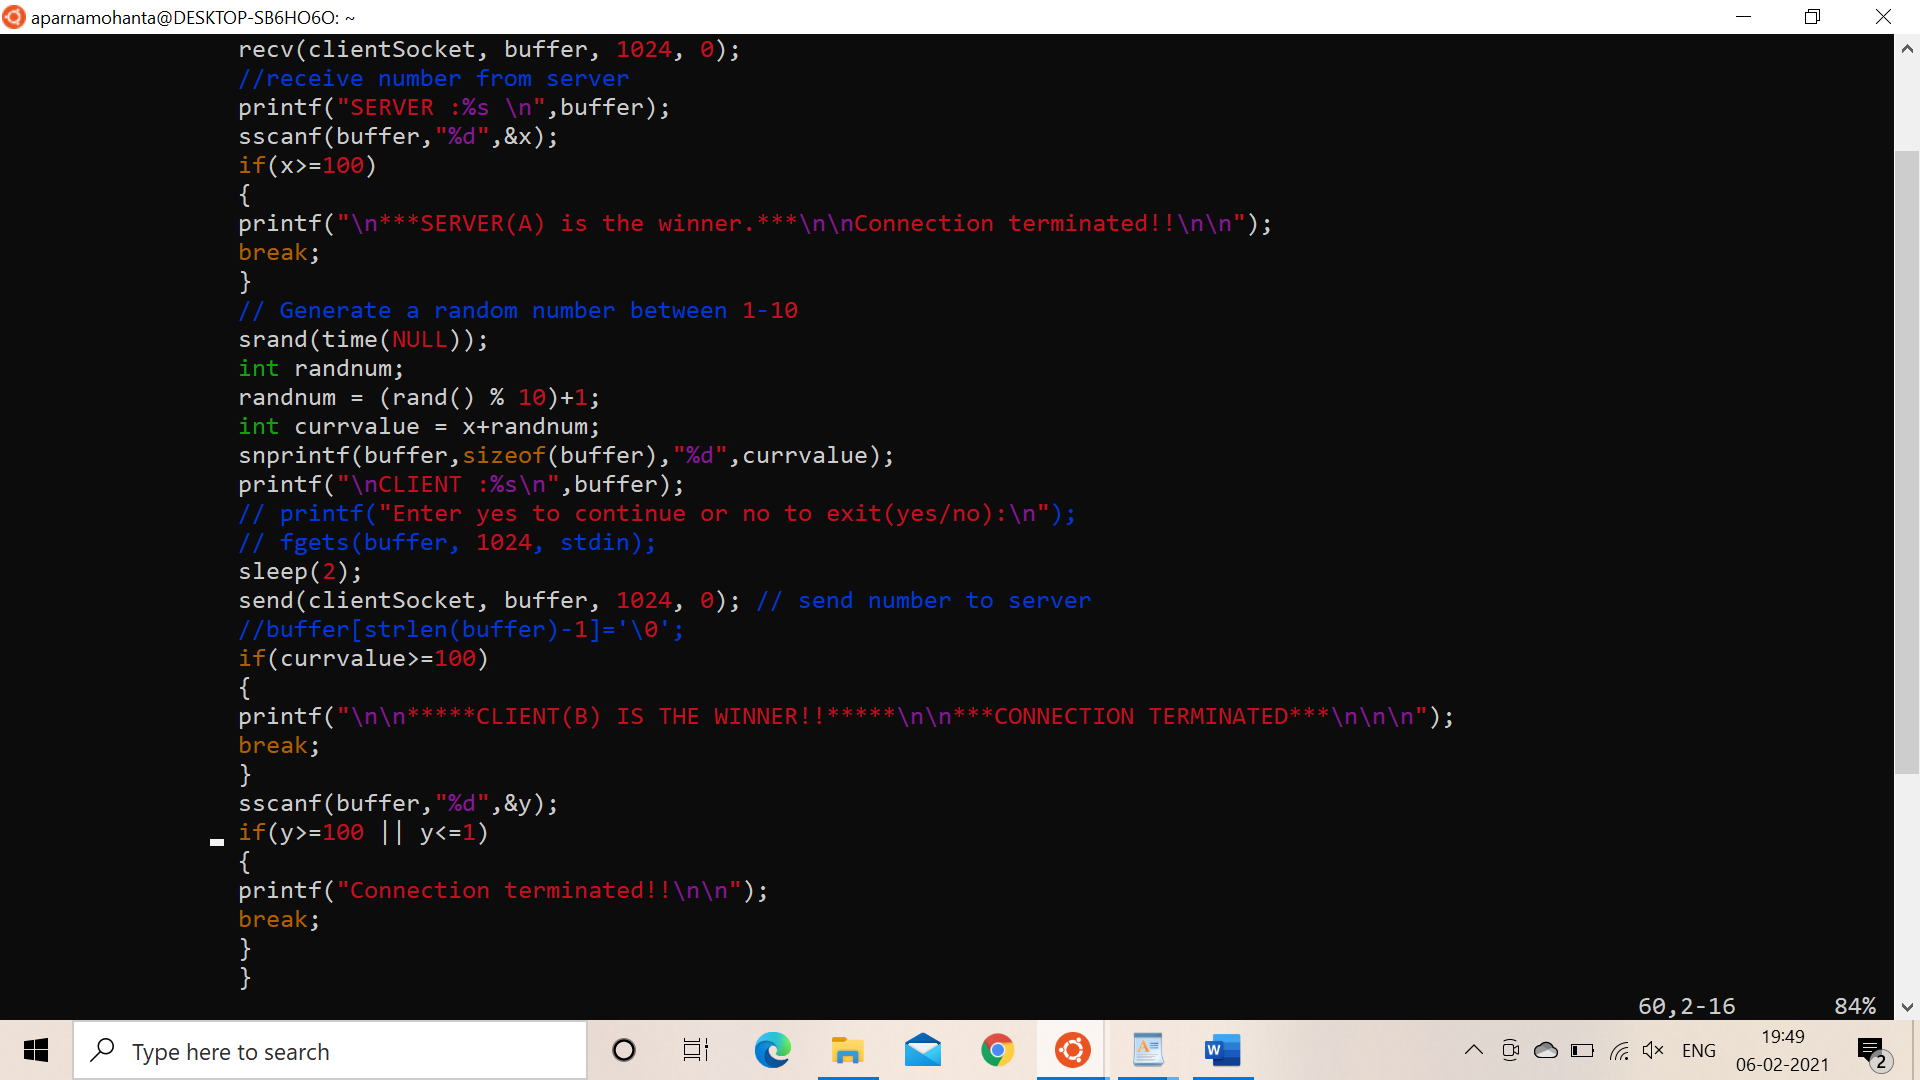 aparnamohanta@DESKTOP-SB6HO6O: ~
recv(clientSocket, buffer, 1024, 0);
//receive number from server
printf("SERVER :%s \n",buffer);
sscanf(buffer,"%d",&x);
if(x>=100)
{
printf("\n***SERVER(A) is the winner.***\n\nConnection terminated!!\n\n");
break;
}
// Generate a random number between 1-10
srand(time(NULL));
int randnum;
randnum = (rand() % 10)+1;
int currvalue = x+randnum;
snprintf(buffer,sizeof(buffer),"%d",currvalue);
printf("\nCLIENT :%s\n",buffer);
// printf("Enter yes to continue or no to exit(yes/no):\n");
// fgets(buffer, 1024, stdin);
sleep(2);
send(clientSocket, buffer, 1024, 0); // send number to server
//buffer[strlen(buffer)-1]='\0';
if(currvalue>=100)
{
printf("\n\n*****CLIENT(B) IS THE WINNER!!*****\n\n***CONNECTION TERMINATED***\n\n\n");
break;
}
sscanf(buffer,"%d",&y);
if(y>=100 || y<=1)
{
printf("Connection terminated!!\n\n");
break;
}
}
60,2-16 84%
Type here to search
W
ENG
19:49
06-02-2021
2